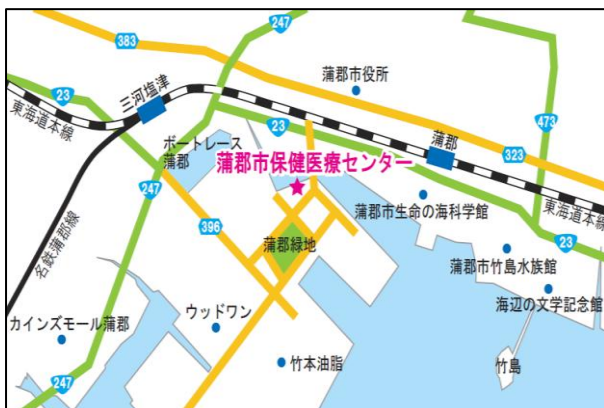 247
383
蒲郡市役所
三河塩津
23
東海道本線
23
473
ボートレース
蒲郡
蒲郡
323
蒲郡市保健医療センター
247
東海道本線
蒲郡市生命の海科学館
396
名鉄蒲郡線
蒲郡緑地
23
蒲郡市竹島水族館
海辺の文学記念館
ウッドワン
カインズモール蒲郡
竹本油脂
竹島
247